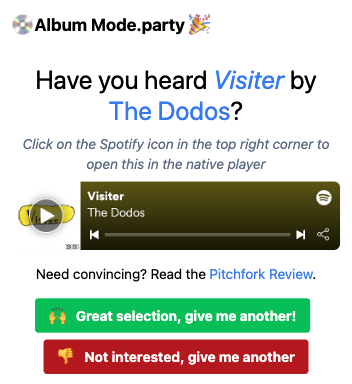 Album Mode.party
Have you heard Visiter by
The Dodos?
Click on the Spotify icon in the top right corner to
open this in the native player
Visiter
The Dodos
Need convincing? Read the Pitchfork Review.
Great selection, give me another!
Not interested, give me another